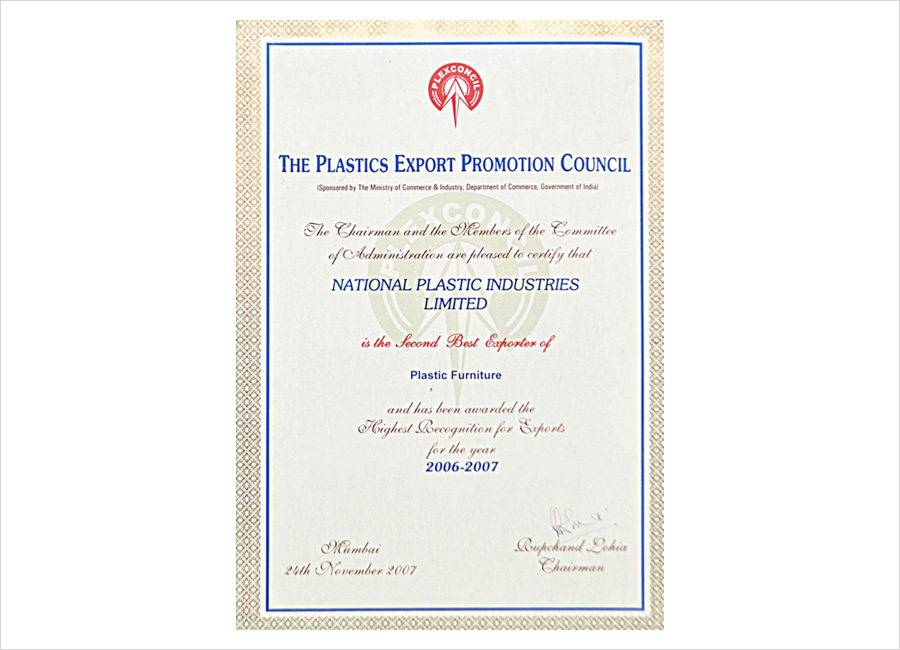 PLEXCONCIL
THE PLASTICS EXPORT PROMOTION COUNCIL
(Sponsored by The Ministry of Commerce & Industry, Department of Commerce, Government of India)
PLEXCONCIL
The Chairman and the Members of the Committee
of Administration are pleased to certify that
NATIONAL PLASTIC INDUSTRIES
LIMITED
is the Second Best Exporter of
Plastic Furniture
and has been awarded the
Highest Recognition for Exports
for the year
2006-2007
Mumbai
24th November 2007
Rupchand Lohia
Chairman